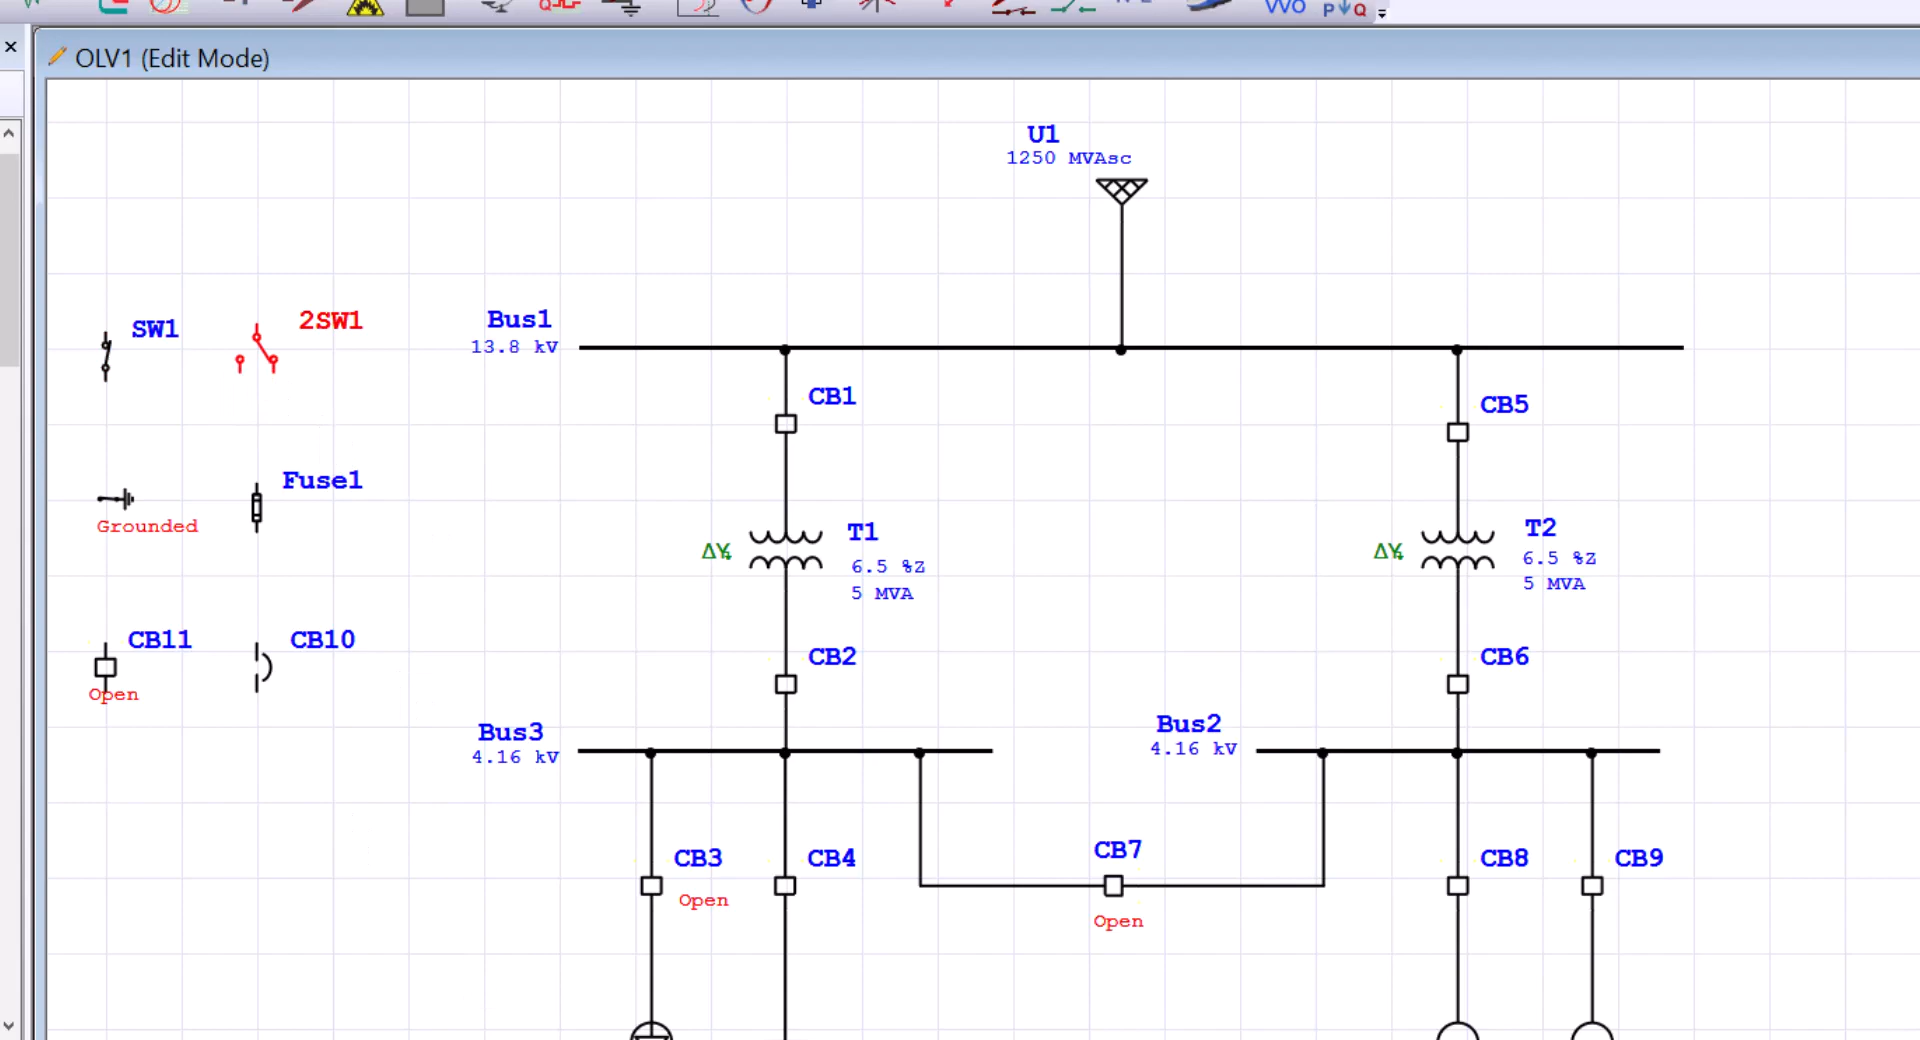 VVO
P Q
OLV1 (Edit Mode)
U1
1250 MVAsc
SW1
2SW1
Bus1
13.8 kV
CB1
CB5
Fuse1
Grounded
ΔY
T1
6.5 %Z
5 MVA
ΔY
T2
6.5 %Z
5 MVA
CB11
Open
CB10
CB2
CB6
Bus3
4.16 kV
Bus2
4.16 kV
CB3
Open
CB4
CB7
Open
CB8
CB9